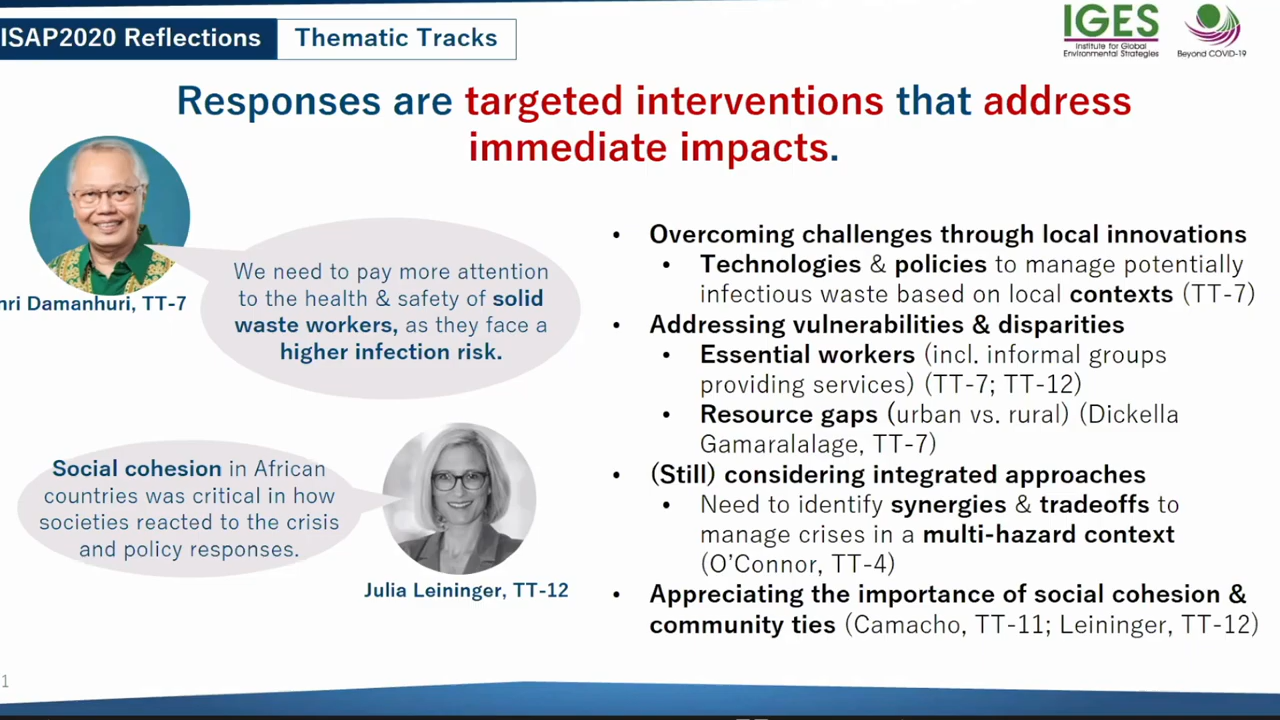 ISAP2020 Reflections
Thematic Tracks
IGES
Institute for Global
Environmental Strategies
Beyond COVID-19
Responses are targeted interventions that address
immediate impacts.
nri Damanhuri, TT-7
We need to pay more attention
to the health & safety of solid
waste workers, as they face a
higher infection risk.
Social cohesion in African
countries was critical in how
societies reacted to the crisis
and policy responses.
Julia Leininger, TT-12
• Overcoming challenges through local innovations
• Technologies & policies to manage potentially
infectious waste based on local contexts (TT-7)
• Addressing vulnerabilities & disparities
• Essential workers (incl. informal groups
providing services) (TT-7; TT-12)
• Resource gaps (urban vs. rural) (Dickella
Gamaralalage, TT-7)
• (Still) considering integrated approaches
• Need to identify synergies & tradeoffs to
manage crises in a multi-hazard context
(O’Connor, TT-4)
• Appreciating the importance of social cohesion &
community ties (Camacho, TT-11; Leininger, TT-12)
1